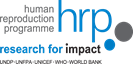 human
reproduction
programme
hrp.
research for impact
UNDP·UNFPA·UNICEF·WHO·WORLD BANK